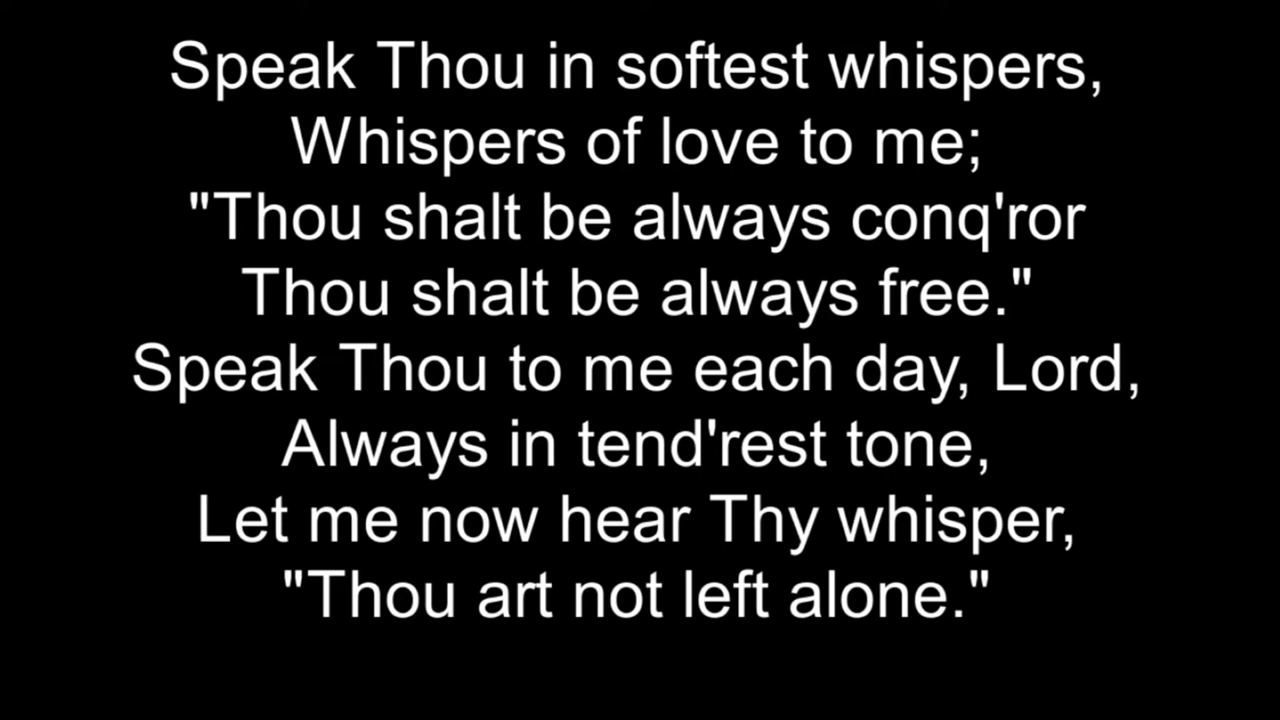 Speak Thou in softest whispers,
Whispers of love to me;
"Thou shalt be always conq'ror
Thou shalt be always free."
Speak Thou to me each day, Lord,
Always in tend'rest tone,
Let me now hear Thy whisper,
"Thou art not left alone."